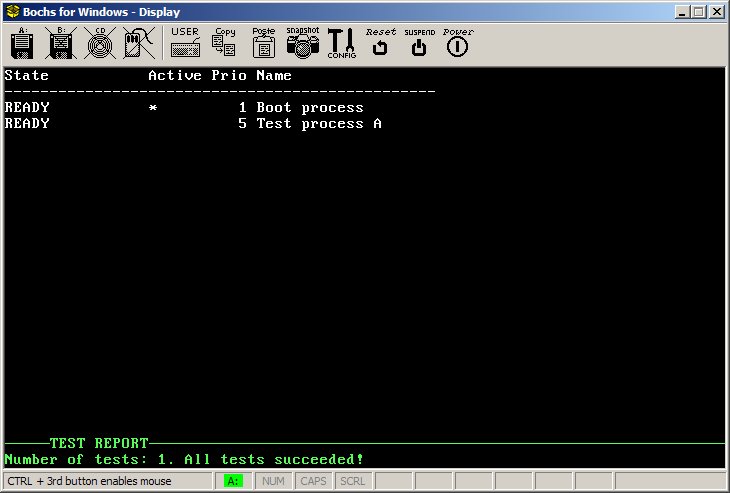 Bochs for Windows - Display
A: B: CD USER Copy Paste snapshot CONFIG Reset SUSPEND Power
State Active Prio Name
------------------------------------------------
READY * 1 Boot process
READY 5 Test process A
TEST REPORT
Number of tests: 1. All tests succeeded!
CTRL + 3rd button enables mouse A: NUM CAPS SCRL